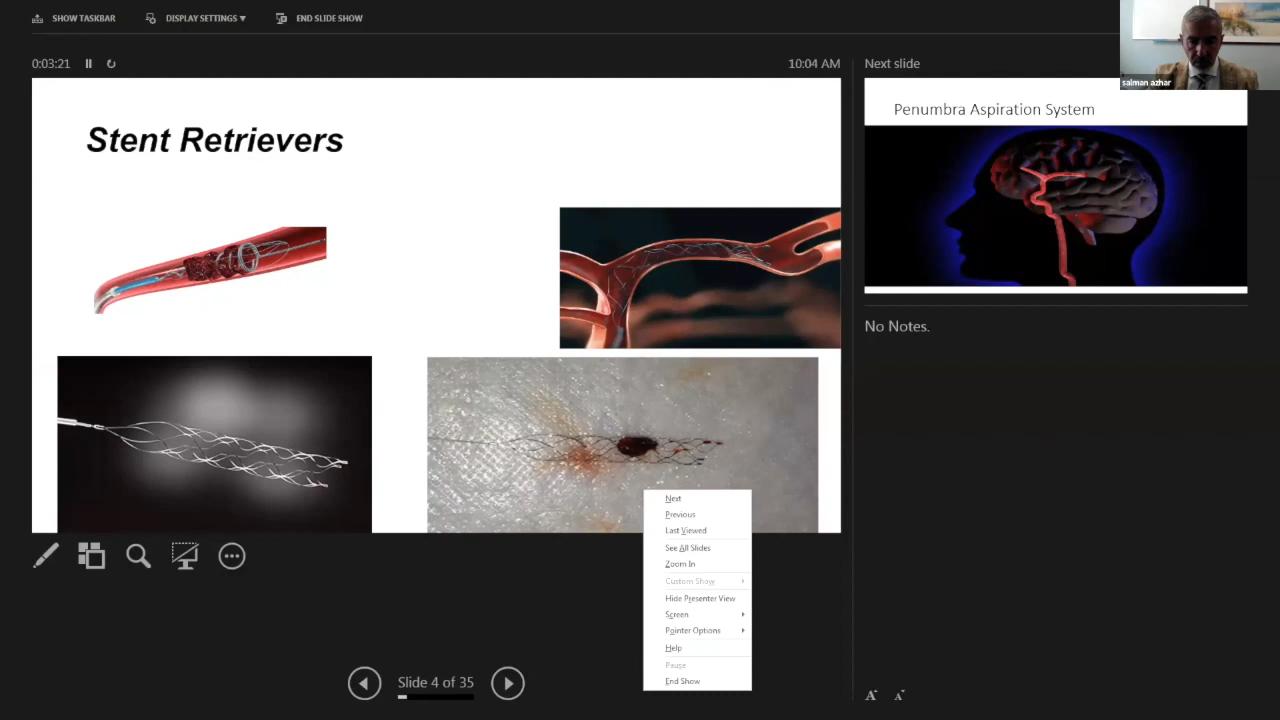 SHOW TASKBAR
DISPLAY SETTINGS ▾
END SLIDE SHOW
salman azhar
0:03:21
10:04 AM
Next slide
Stent Retrievers
Penumbra Aspiration System
No Notes.
Next
Previous
Last Viewed
See All Slides
Zoom In
Custom Show
Hide Presenter View
Screen
Pointer Options
Help
Pause
End Show
Slide 4 of 35
A A